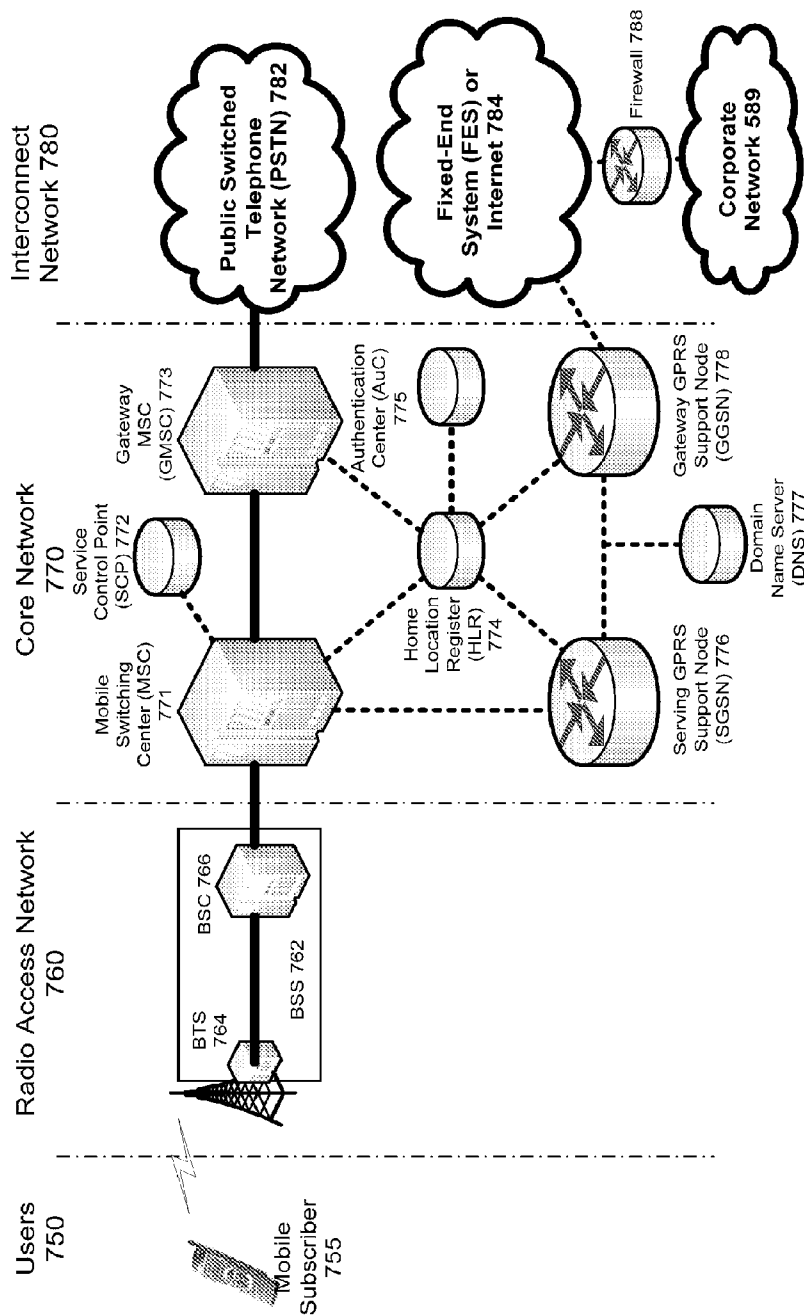 Users
750
Radio Access Network
760
Core Network
770
Interconnect
Network 780
Mobile
Subscriber
755
BTS
764
BSC 766
BSS 762
Mobile
Switching
Center (MSC)
771
Service
Control Point
(SCP) 772
Gateway
MSC
(GMSC) 773
Public Switched
Telephone
Network (PSTN) 782
Home
Location
Register
(HLR)
774
Authentication
Center (AuC)
775
Fixed-End
System (FES) or
Internet 784
Firewall 788
Serving GPRS
Support Node
(SGSN) 776
Domain
Name Server
(DNS) 777
Gateway GPRS
Support Node
(GGSN) 778
Corporate
Network 589